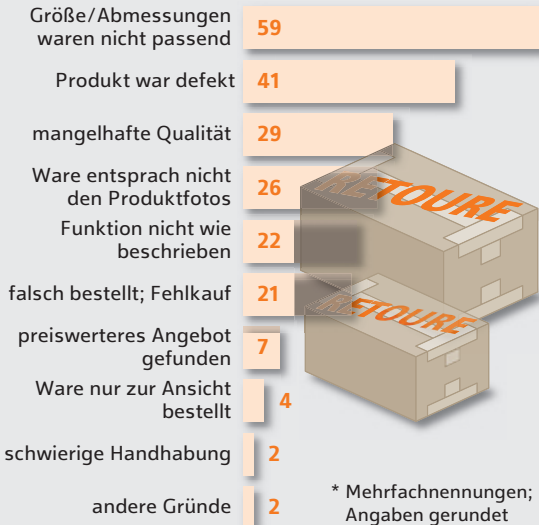 Größe/Abmessungen
waren nicht passend
59
Produkt war defekt
41
mangelhafte Qualität
29
Ware entsprach nicht
den Produktfotos
26
RETOURE
Funktion nicht wie
beschrieben
22
falsch bestellt; Fehlkauf
21
RETOURE
preiswerteres Angebot
gefunden
7
Ware nur zur Ansicht
bestellt
4
schwierige Handhabung
2
andere Gründe
2
* Mehrfachnennungen;
Angaben gerundet